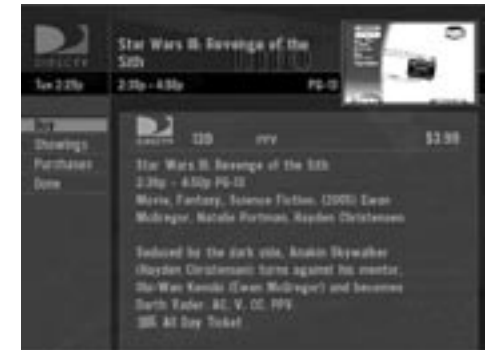 DIRECTV
Star Wars III: Revenge of the
Sith
Tue 2:29p
2:30p - 4:50p PG-13
Buy
Showings
Purchases
Done
DIRECTV PPV $3.99
Star Wars III: Revenge of the Sith
2:30p - 4:50p PG-13
Movie, Fantasy, Science Fiction. (2005) Ewan
McGregor, Natalie Portman, Hayden Christensen
Seduced by the dark side, Anakin Skywalker
(Hayden Christensen) turns against his mentor,
Obi-Wan Kenobi (Ewan McGregor) and becomes
Darth Vader. AC, V, CC, PPV
All Day Ticket